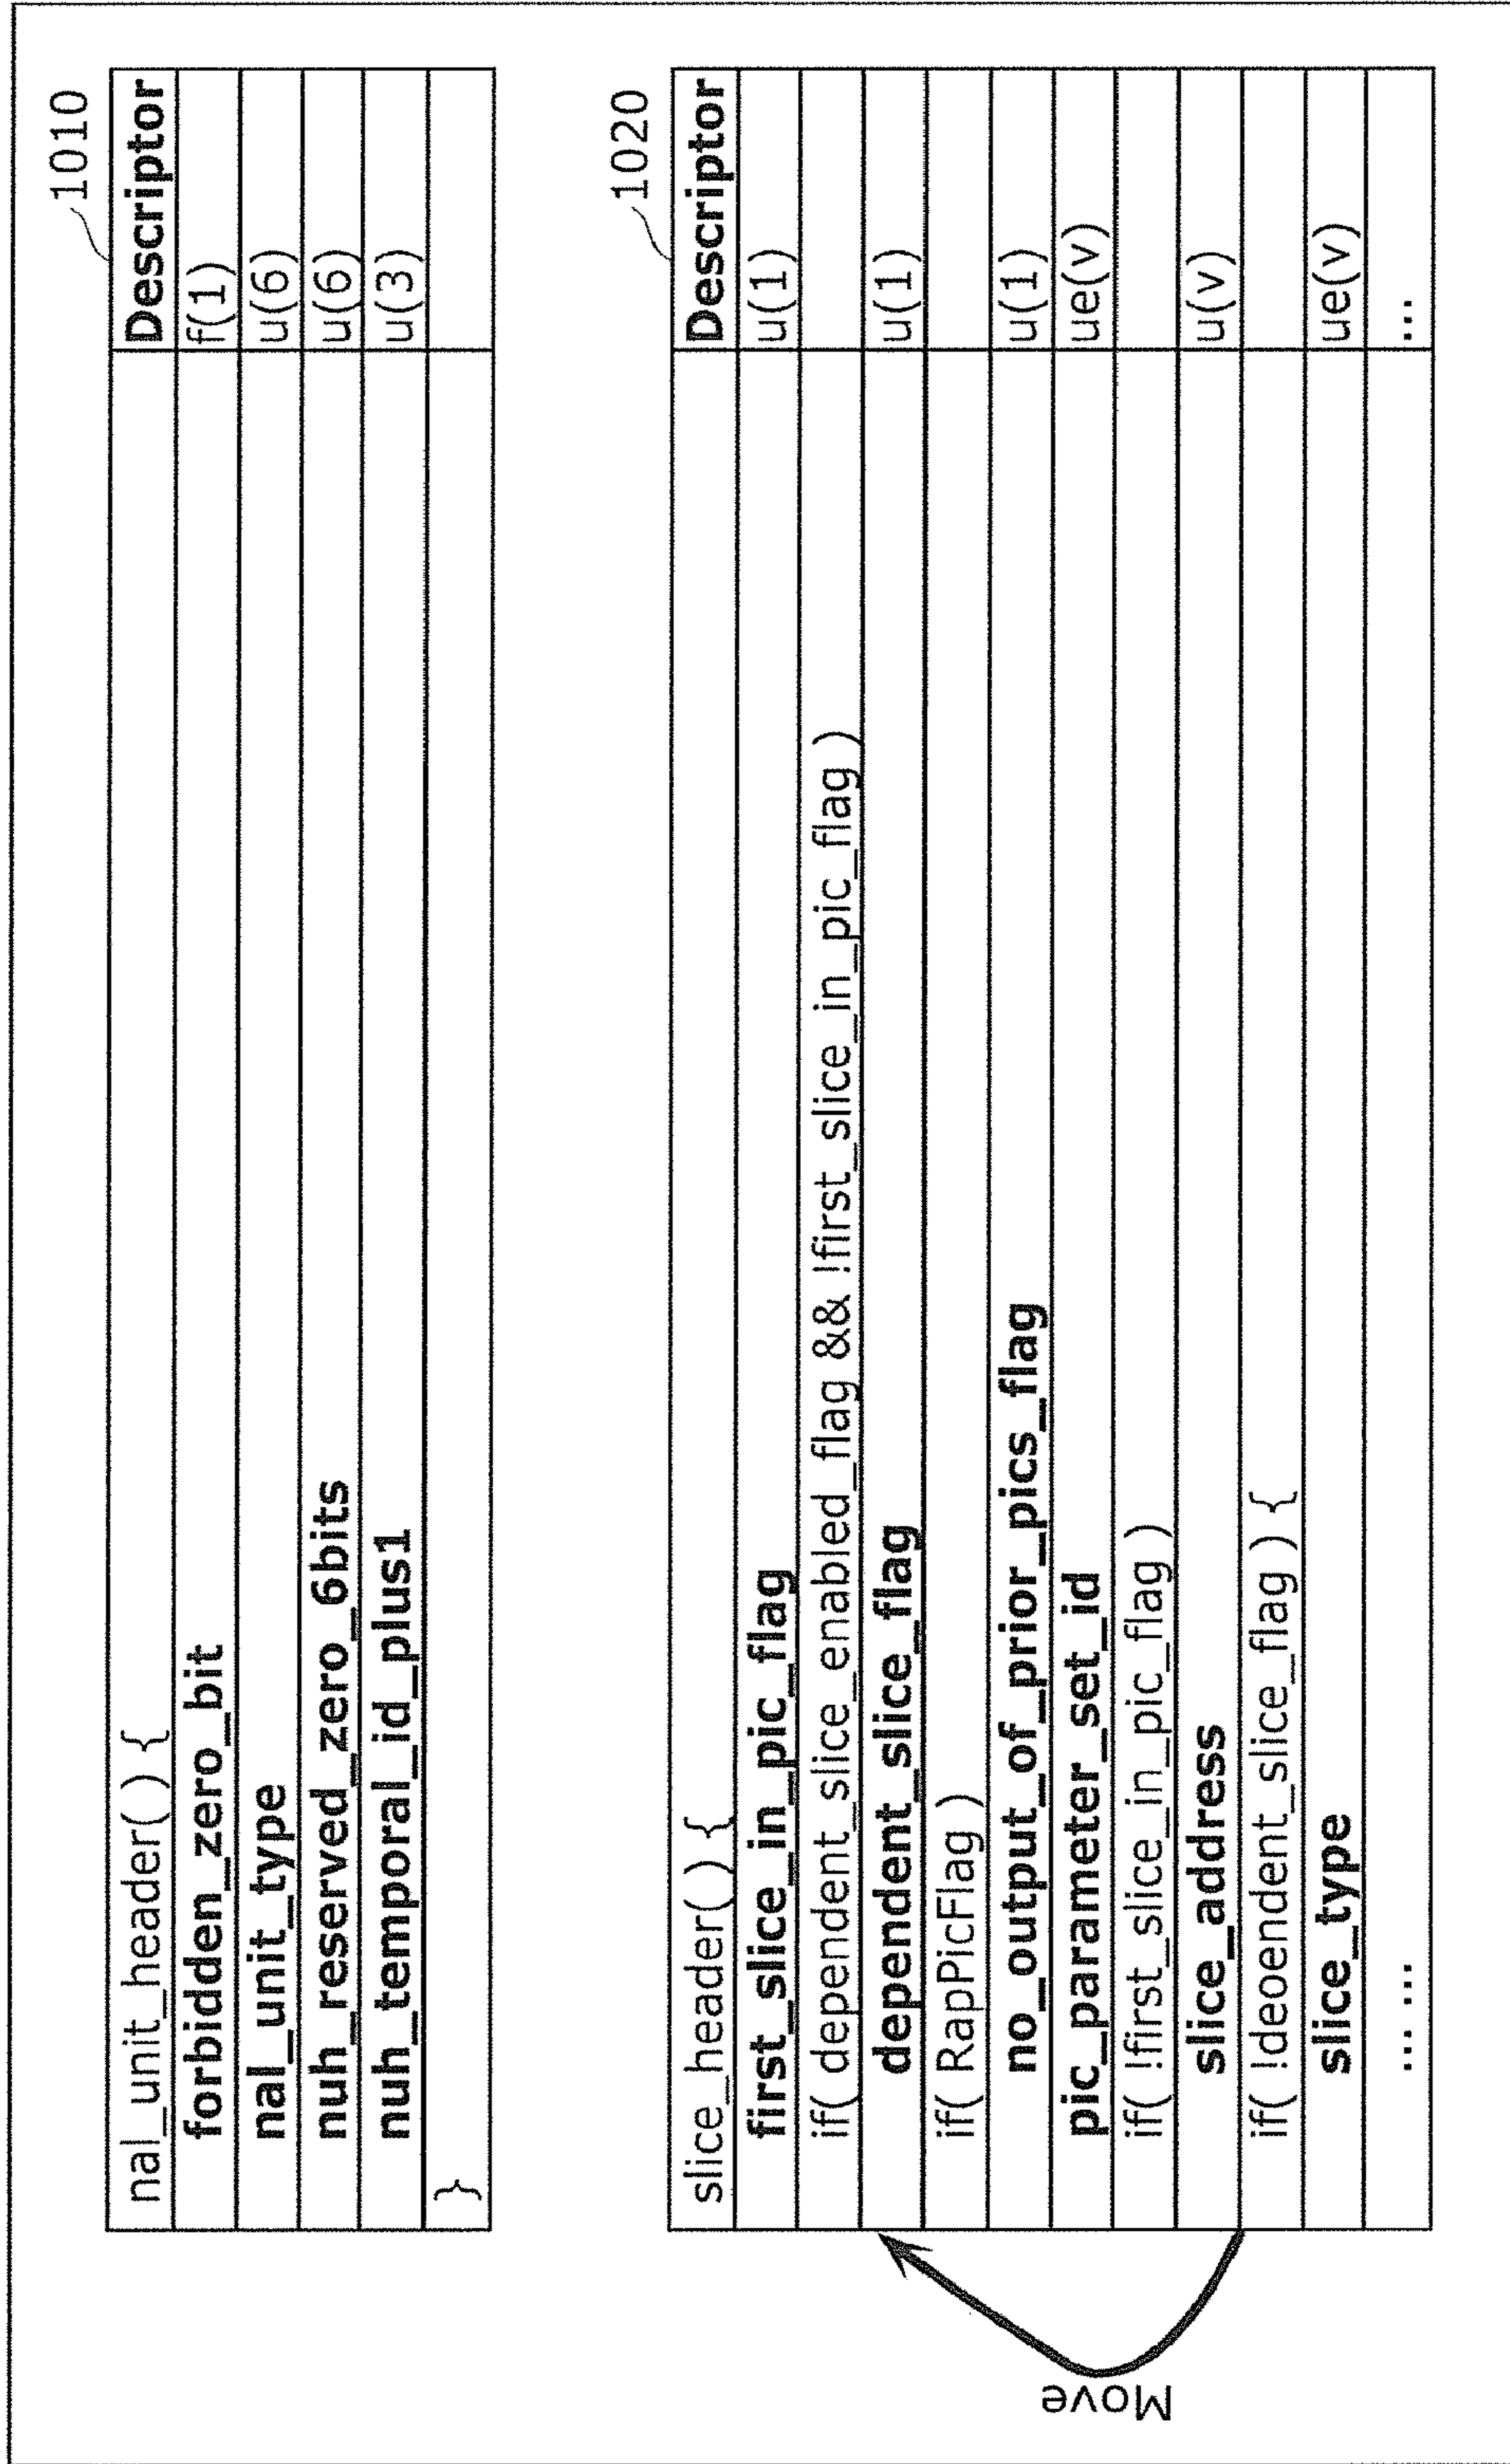 1010
nal_unit_header( ) { Descriptor
forbidden_zero_bit f(1)
nal_unit_type u(6)
nuh_reserved_zero_6bits u(6)
nuh_temporal_id_plus1 u(3)
}
1020
slice_header( ) { Descriptor
first_slice_in_pic_flag u(1)
if( dependent_slice_enabled_flag && !first_slice_in_pic_flag )
dependent_slice_flag u(1)
if( RapPicFlag )
no_output_of_prior_pics_flag u(1)
pic_parameter_set_id ue(v)
if( !first_slice_in_pic_flag )
slice_address u(v)
if( !deoendent_slice_flag ) {
slice_type ue(v)
... ... ...
Move